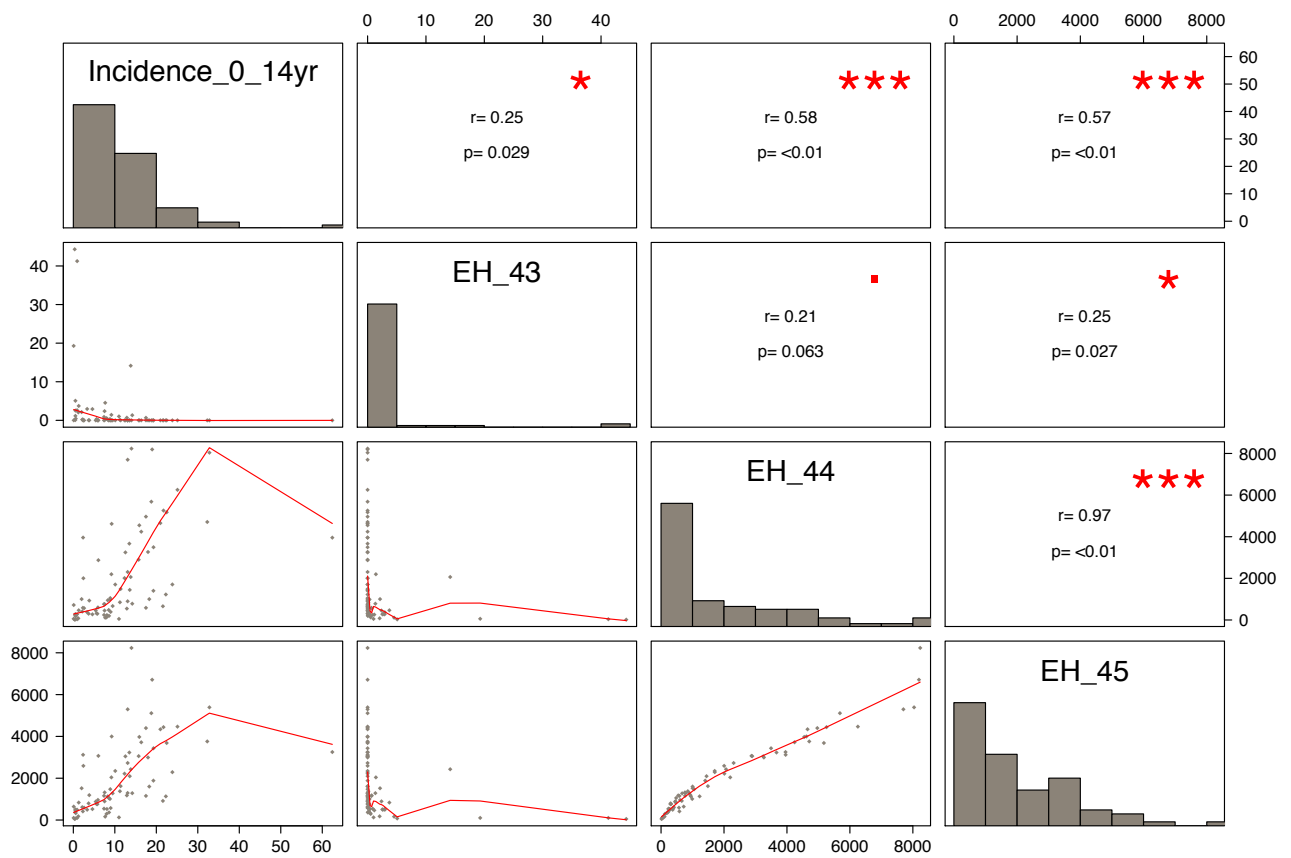 0 20 40 0 2000 4000 6000 8000
Incidence_0_14yr
*
r= 0.25
p= 0.029
***
r= 0.58
p= <0.01
***
r= 0.57
p= <0.01
60
50
40
30
20
10
0
40
30
20
10
0
EH_43
r= 0.21
p= 0.063
*
r= 0.25
p= 0.027
EH_44
***
r= 0.97
p= <0.01
8000
6000
4000
2000
0
8000
6000
4000
2000
0
EH_45
0 10 20 30 40 50 60 0 2000 4000 6000 8000